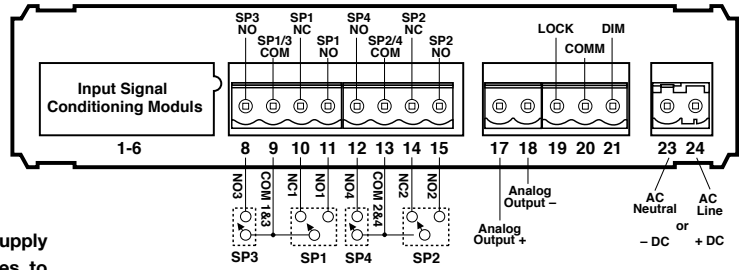 SP3 NO
SP1/3 COM
SP1 NC
SP1 NO
SP4 NO
SP2/4 COM
SP2 NC
SP2 NO
LOCK
COMM
DIM
Input Signal
Conditioning Moduls
1-6
8 9 10 11 12 13 14 15 17 18 19 20 21 23 24
NO3
COM 1&3
NC1
NO1
NO4
COM 2&4
NC2
NO2
SP3 SP1 SP4 SP2
Analog
Output –
Analog
Output +
AC
Neutral
AC
Line
or
– DC + DC
upply
es to